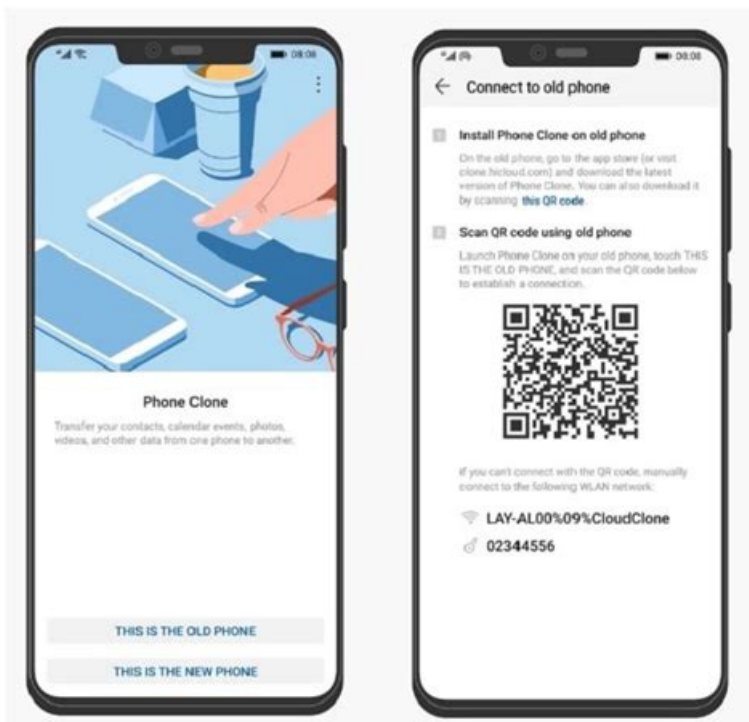 08:08
Phone Clone
Transfer your contacts, calendar events, photos,
videos, and other data from one phone to another.
THIS IS THE OLD PHONE
THIS IS THE NEW PHONE
08:08
Connect to old phone
1 Install Phone Clone on old phone
On the old phone, go to the app store (or visit
clone.hicloud.com) and download the latest
version of Phone Clone. You can also download it
by scanning this QR code.
2 Scan QR code using old phone
Launch Phone Clone on your old phone, touch THIS
IS THE OLD PHONE, and scan the QR code below
to establish a connection.
If you can't connect with the QR code, manually
connect to the following WLAN network:
LAY-AL00%09%CloudClone
02344556